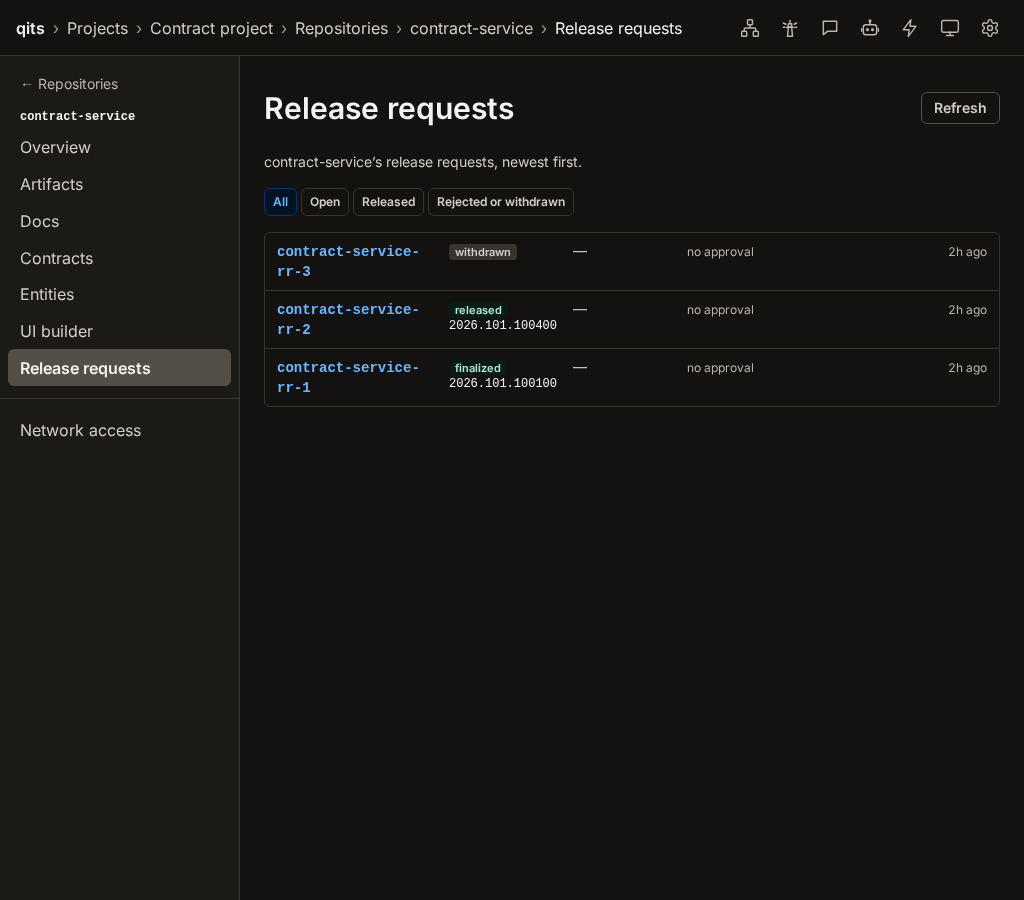 qits › Projects › Contract project › Repositories › contract-service › Release requests
← Repositories
contract-service
Overview
Artifacts
Docs
Contracts
Entities
UI builder
Release requests
Network access
Release requests
Refresh
contract-service’s release requests, newest first.
All Open Released Rejected or withdrawn
contract-service-rr-3 withdrawn — no approval 2h ago
contract-service-rr-2 released 2026.101.100400 — no approval 2h ago
contract-service-rr-1 finalized 2026.101.100100 — no approval 2h ago